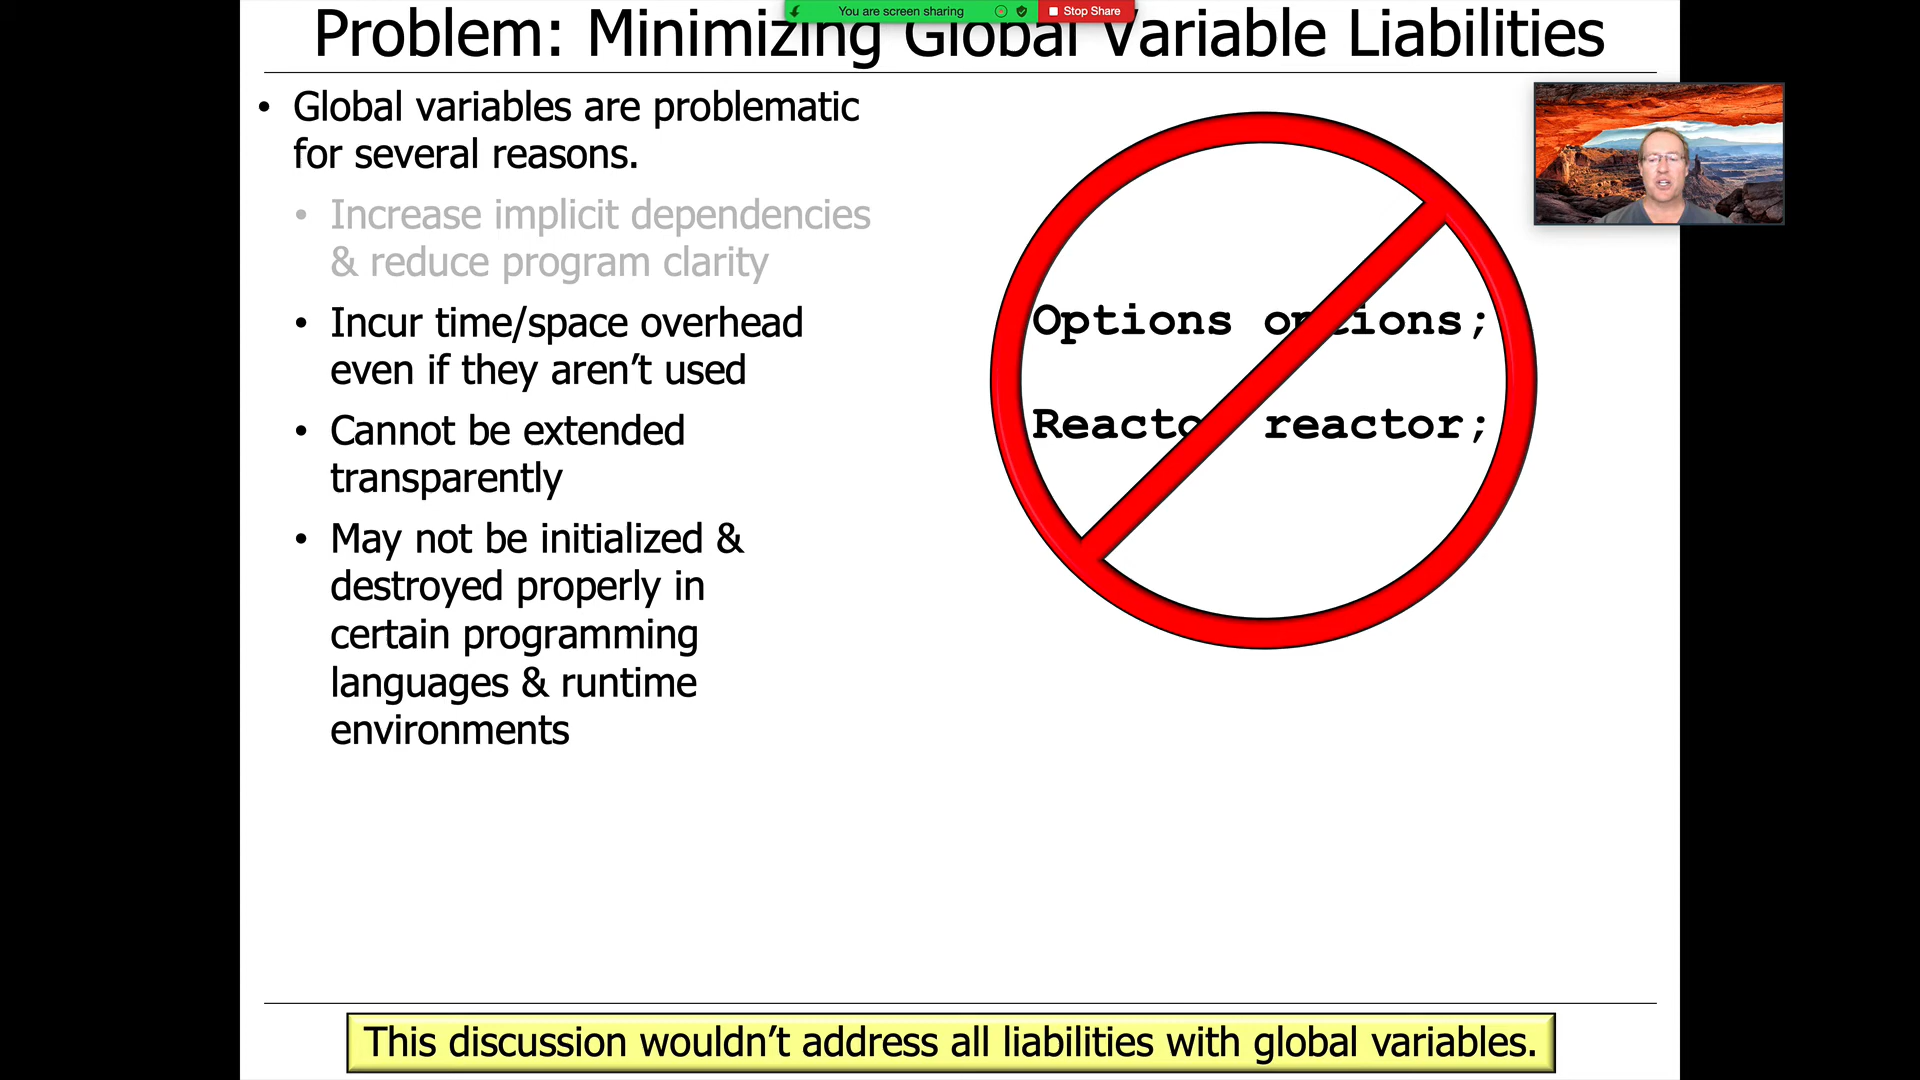 You are screen sharing
Stop Share
Problem: Minimizing Global Variable Liabilities
• Global variables are problematic
for several reasons.
• Increase implicit dependencies
& reduce program clarity
• Incur time/space overhead
even if they aren’t used
• Cannot be extended
transparently
• May not be initialized &
destroyed properly in
certain programming
languages & runtime
environments
Options options;
Reactor reactor;
This discussion wouldn’t address all liabilities with global variables.